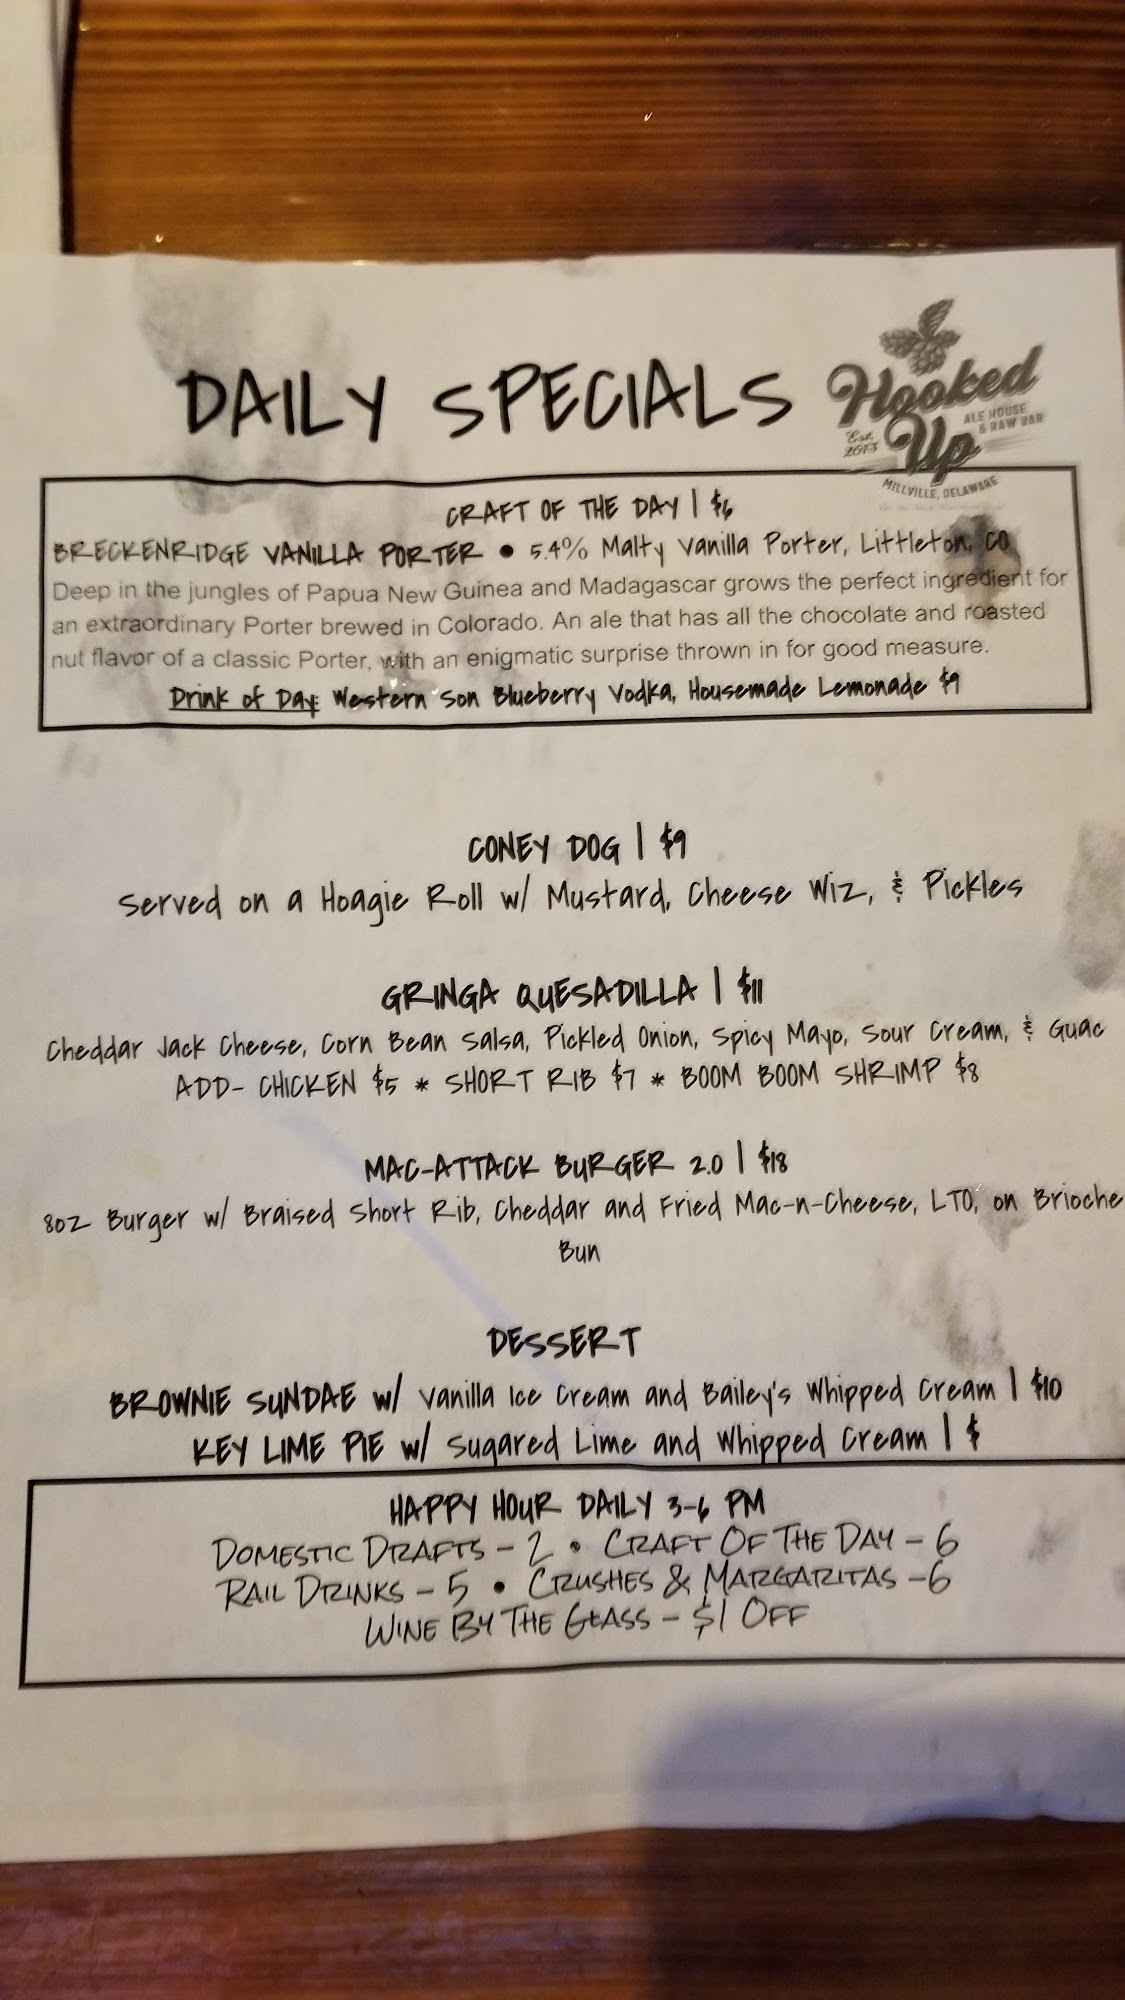 DAILY SPECIALS
Hooked
Up
ALE HOUSE
& RAW BAR
Est.
2013
MILLVILLE, DELAWARE
CRAFT OF THE DAY | $6
BRECKENRIDGE VANILLA PORTER • 5.4% Malty Vanilla Porter, Littleton, CO
Deep in the jungles of Papua New Guinea and Madagascar grows the perfect ingredient for
an extraordinary Porter brewed in Colorado. An ale that has all the chocolate and roasted
nut flavor of a classic Porter, with an enigmatic surprise thrown in for good measure.
Drink of Day: Western Son Blueberry Vodka, Housemade Lemonade $9
CONEY DOG | $9
Served on a Hoagie Roll w/ Mustard, Cheese Wiz, & Pickles
GRINGA QUESADILLA | $11
Cheddar Jack Cheese, Corn Bean Salsa, Pickled Onion, Spicy Mayo, Sour Cream, & Guac
ADD- CHICKEN $5 * SHORT RIB $7 * BOOM BOOM SHRIMP $8
MAC-ATTACK BURGER 2.0 | $18
8oz Burger w/ Braised Short Rib, Cheddar and Fried Mac-n-Cheese, LTO, on Brioche
Bun
DESSERT
BROWNIE SUNDAE w/ Vanilla Ice Cream and Bailey's Whipped Cream | $10
KEY LIME PIE w/ Sugared Lime and Whipped Cream | $
HAPPY HOUR DAILY 3-6 PM
DOMESTIC DRAFTS - 2 • CRAFT OF THE DAY - 6
RAIL DRINKS - 5 • CRUSHES & MARGARITAS -6
WINE BY THE GLASS - $1 OFF